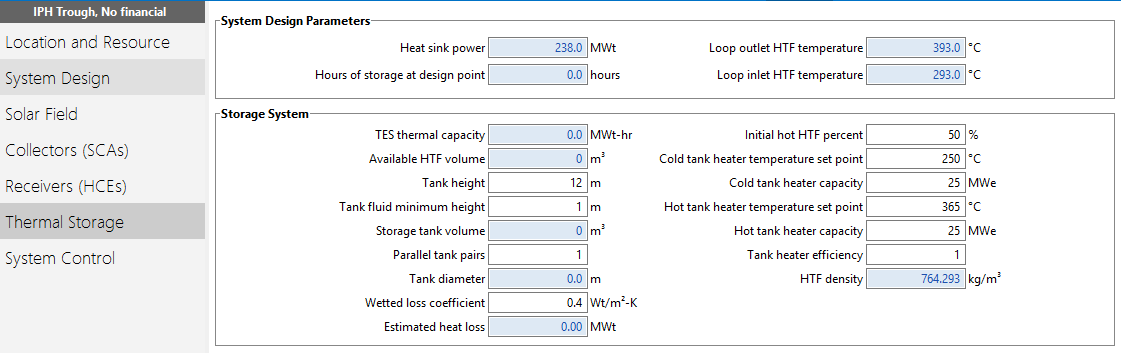 IPH Trough, No financial
Location and Resource
System Design
Solar Field
Collectors (SCAs)
Receivers (HCEs)
Thermal Storage
System Control
System Design Parameters
Heat sink power 238.0 MWt Loop outlet HTF temperature 393.0 °C
Hours of storage at design point 0.0 hours Loop inlet HTF temperature 293.0 °C
Storage System
TES thermal capacity 0.0 MWt-hr Initial hot HTF percent 50 %
Available HTF volume 0 m³ Cold tank heater temperature set point 250 °C
Tank height 12 m Cold tank heater capacity 25 MWe
Tank fluid minimum height 1 m Hot tank heater temperature set point 365 °C
Storage tank volume 0 m³ Hot tank heater capacity 25 MWe
Parallel tank pairs 1 Tank heater efficiency 1
Tank diameter 0.0 m HTF density 764.293 kg/m³
Wetted loss coefficient 0.4 Wt/m²-K
Estimated heat loss 0.00 MWt